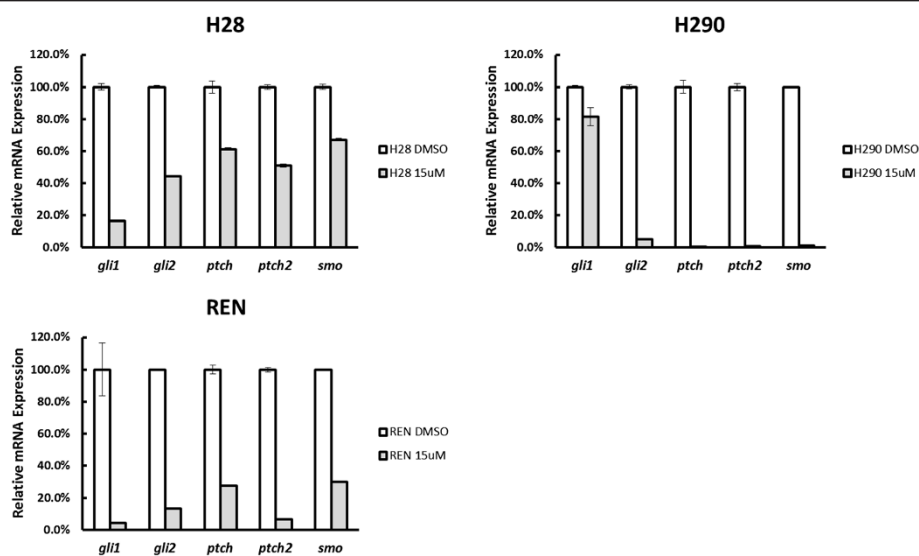 H28
Relative mRNA Expression
120.0%
100.0%
80.0%
60.0%
40.0%
20.0%
0.0%
gli1 gli2 ptch ptch2 smo
H28 DMSO
H28 15uM
H290
Relative mRNA Expression
120.0%
100.0%
80.0%
60.0%
40.0%
20.0%
0.0%
gli1 gli2 ptch ptch2 smo
H290 DMSO
H290 15uM
REN
Relative mRNA Expression
120.0%
100.0%
80.0%
60.0%
40.0%
20.0%
0.0%
gli1 gli2 ptch ptch2 smo
REN DMSO
REN 15uM